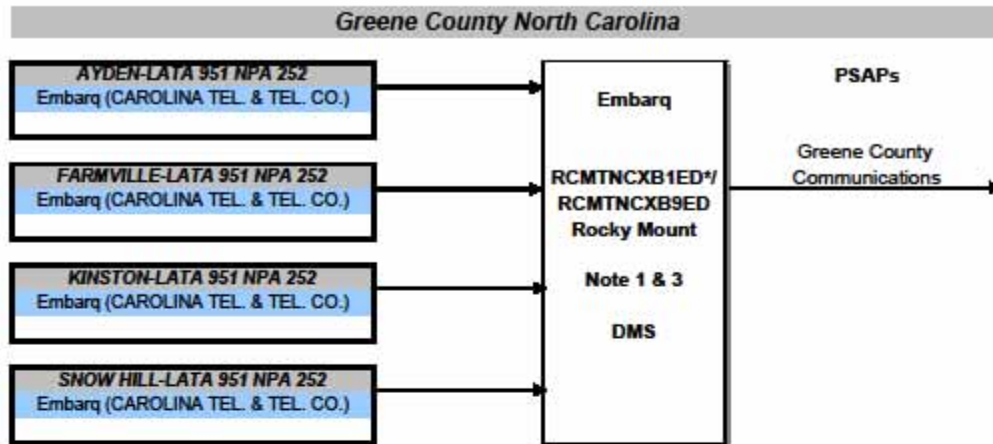 Greene County North Carolina
AYDEN-LATA 951 NPA 252
Embarq (CAROLINA TEL. & TEL. CO.)
FARMVILLE-LATA 951 NPA 252
Embarq (CAROLINA TEL. & TEL. CO.)
KINSTON-LATA 951 NPA 252
Embarq (CAROLINA TEL. & TEL. CO.)
SNOW HILL-LATA 951 NPA 252
Embarq (CAROLINA TEL. & TEL. CO.)
Embarq
RCMTNCXB1ED*/
RCMTNCXB9ED
Rocky Mount
Note 1 & 3
DMS
PSAPs
Greene County
Communications